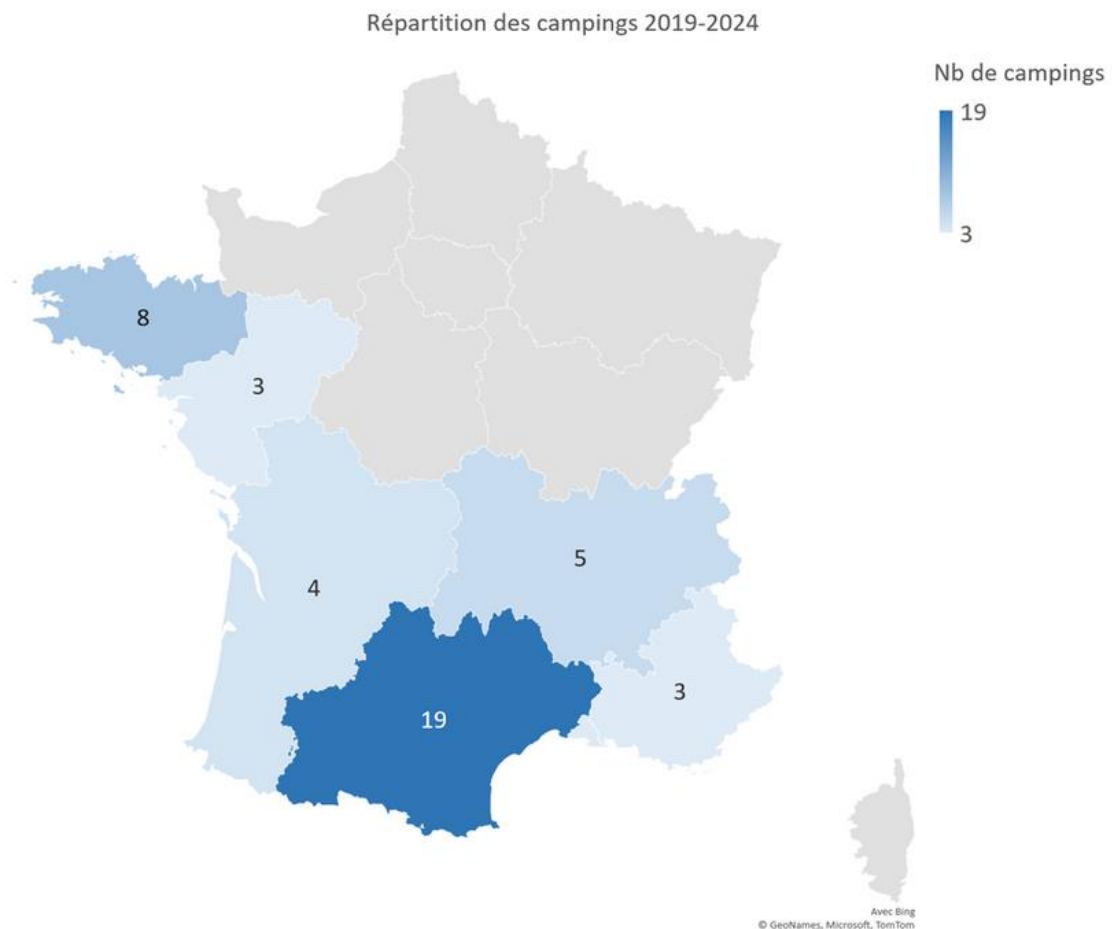 Répartition des campings 2019-2024
Nb de campings
19
3
8
3
5
4
3
19
Avec Bing
© GeoNames, Microsoft, TomTom